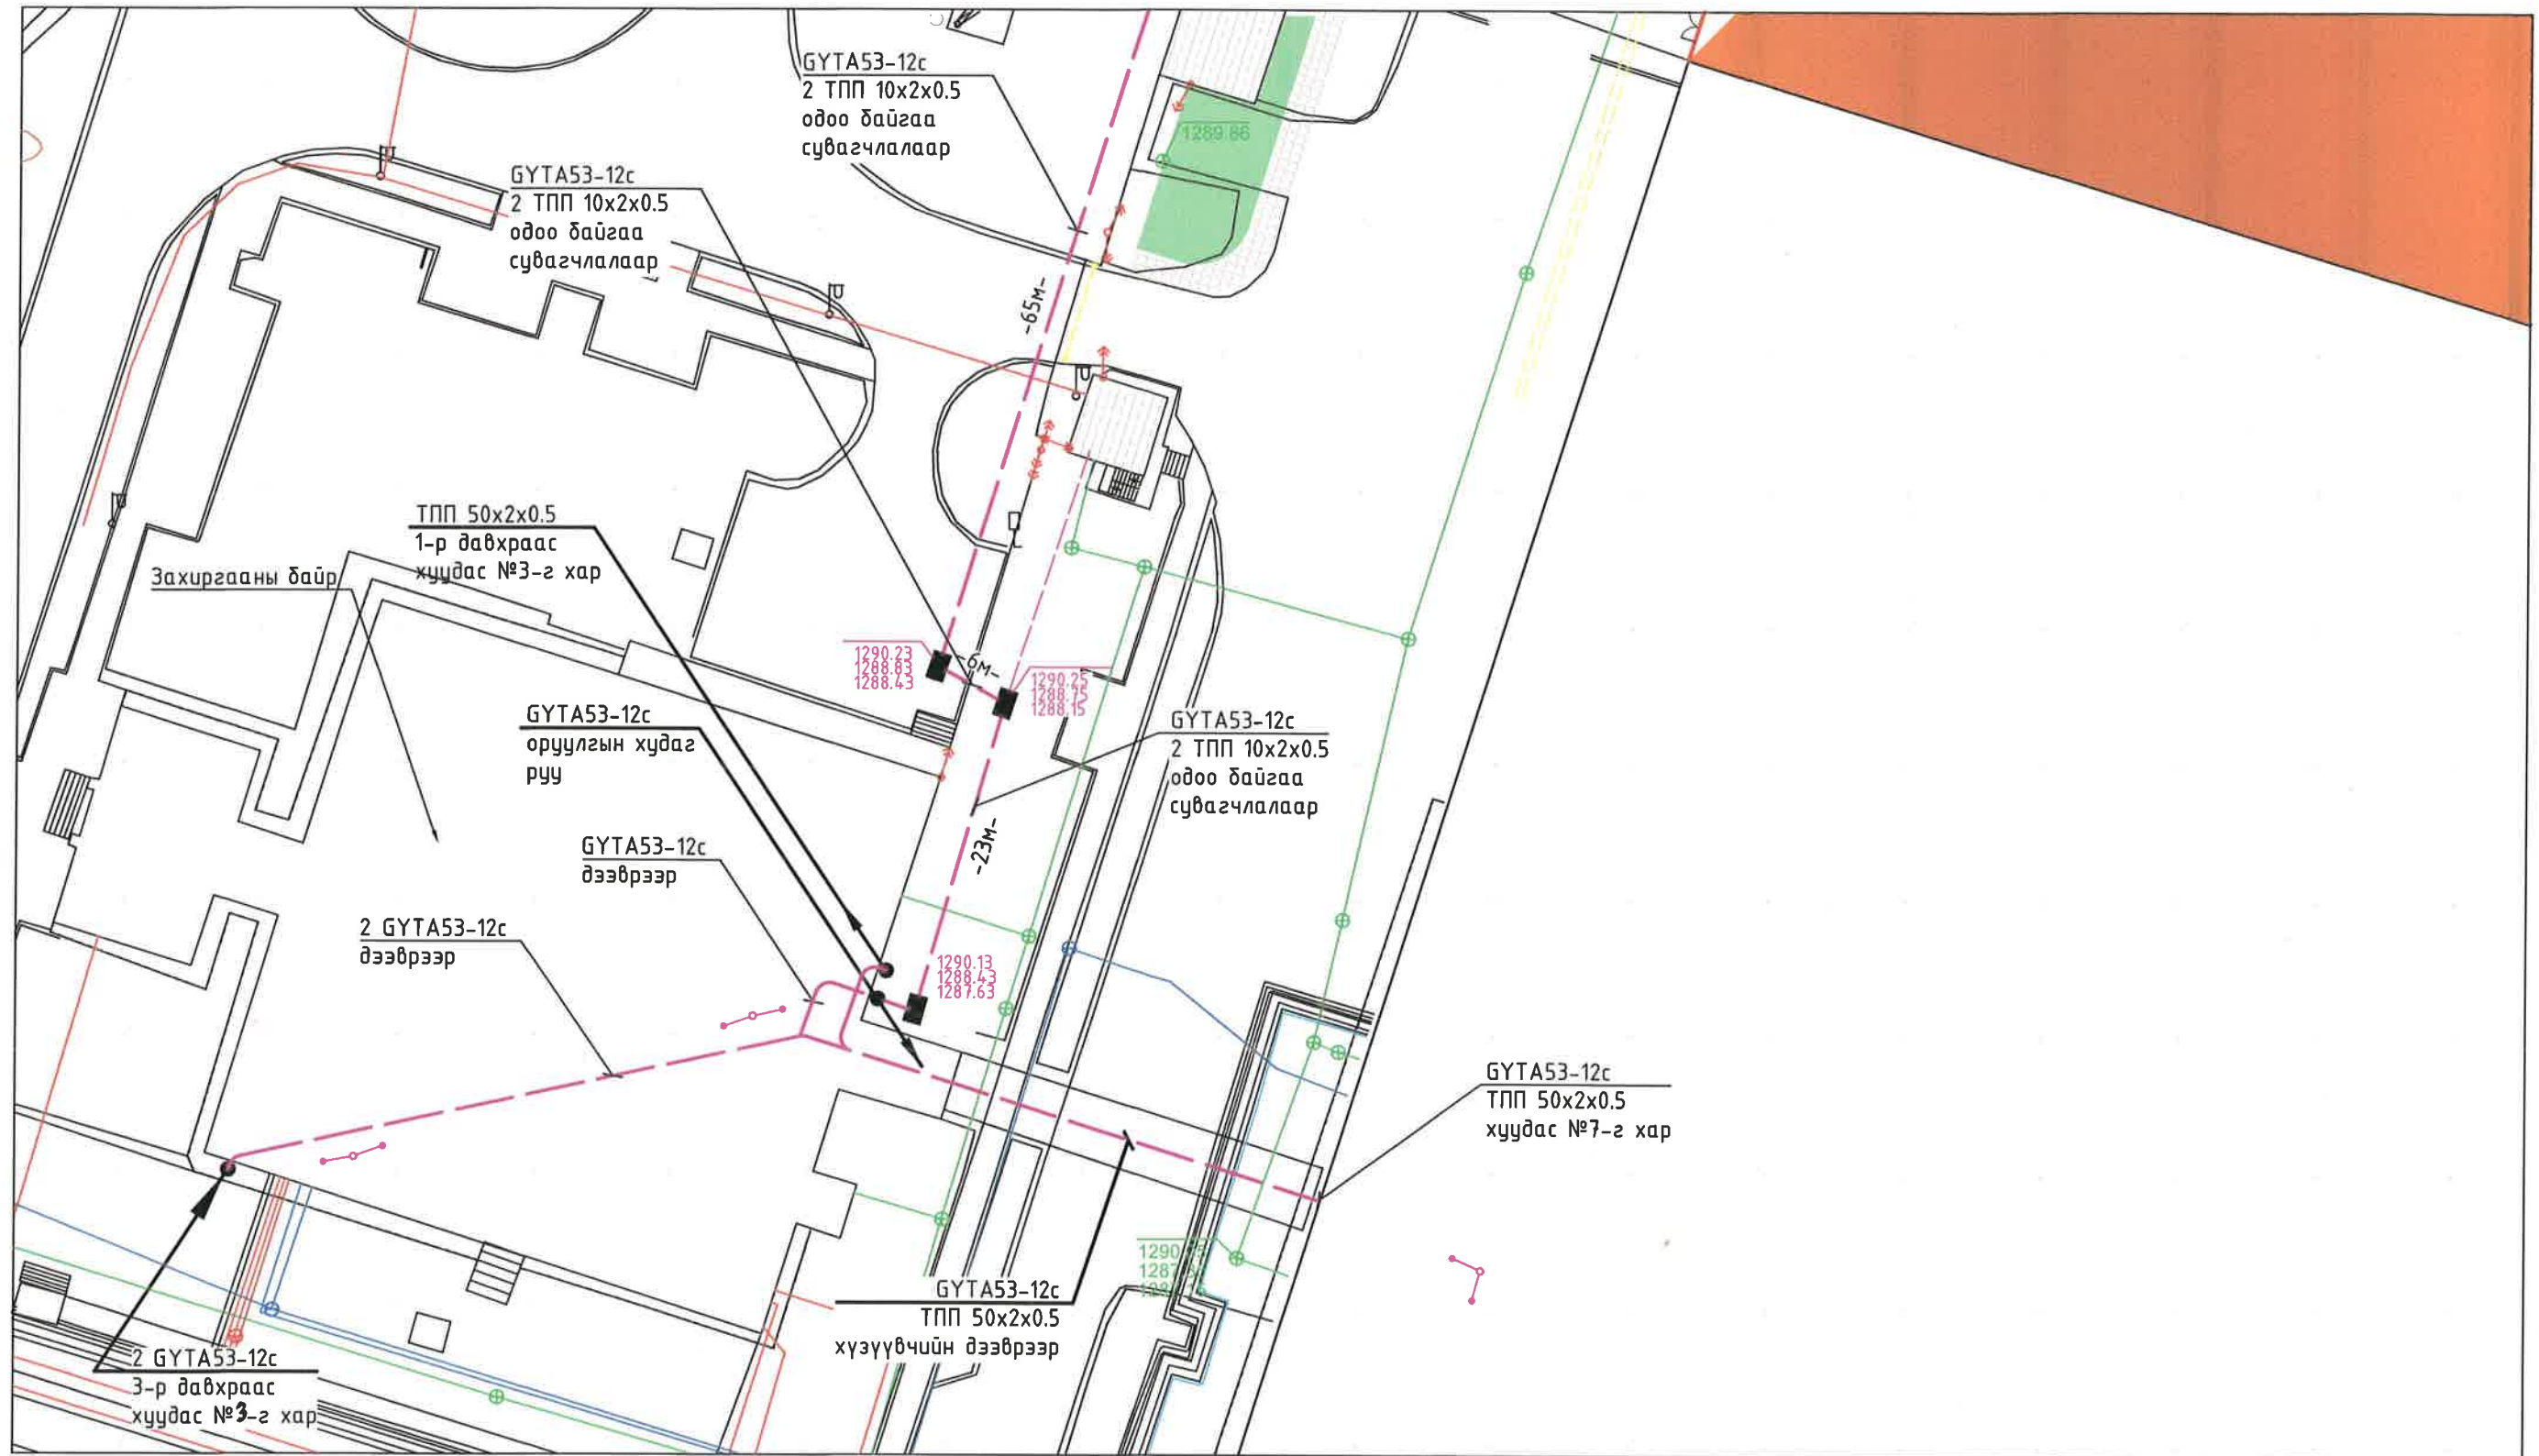 GYTA53-12c
2 ТПП 10x2x0.5
одоо байгаа
сувагчлалаар
1289.86
GYTA53-12c
2 ТПП 10x2x0.5
одоо байгаа
сувагчлалаар
-65м-
ТПП 50x2x0.5
1-р давхраас
хуудас №3-г хар
Захиргааны байр
1290.23
1288.83
1288.43
-6м-
1290.25
1288.75
1288.15
GYTA53-12c
оруулгын худаг
руу
GYTA53-12c
2 ТПП 10x2x0.5
одоо байгаа
сувагчлалаар
-23м-
GYTA53-12c
дээврээр
2 GYTA53-12c
дээврээр
1290.13
1288.43
1287.63
GYTA53-12c
ТПП 50x2x0.5
хуудас №7-г хар
GYTA53-12c
ТПП 50x2x0.5
хүзүүвчийн дээврээр
2 GYTA53-12c
3-р давхраас
хуудас №3-г хар